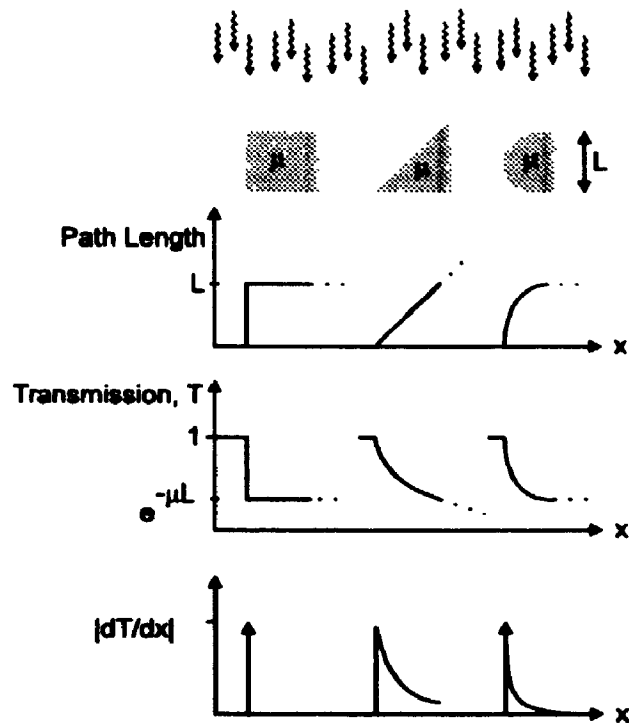 μ
μ
μ
L
Path Length
L
x
Transmission, T
1
e^-μL
x
|dT/dx|
x